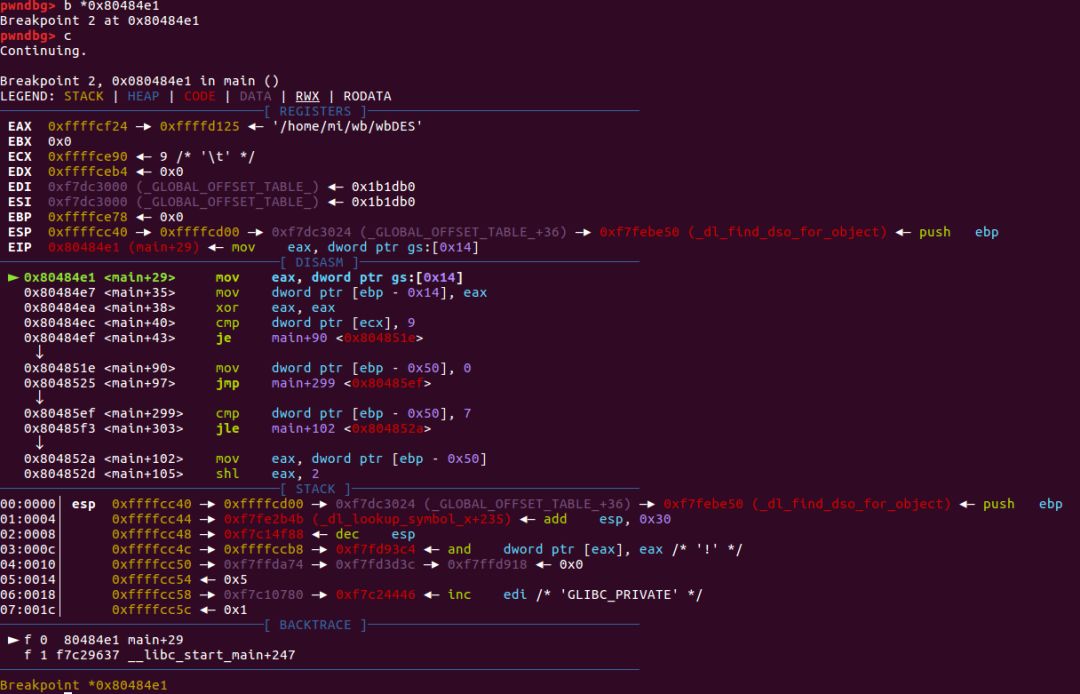 pwndbg> b *0x80484e1
Breakpoint 2 at 0x80484e1
pwndbg> c
Continuing.
Breakpoint 2, 0x080484e1 in main ()
LEGEND: STACK | HEAP | CODE | DATA | RWX | RODATA
[ REGISTERS ]
EAX  0xffffcf24 —▸ 0xffffd125 ◂— '/home/mi/wb/wbDES'
EBX  0x0
ECX  0xffffce90 ◂— 9 /* '\t' */
EDX  0xffffceb4 ◂— 0x0
EDI  0xf7dc3000 (_GLOBAL_OFFSET_TABLE_) ◂— 0x1b1db0
ESI  0xf7dc3000 (_GLOBAL_OFFSET_TABLE_) ◂— 0x1b1db0
EBP  0xffffce78 ◂— 0x0
ESP  0xffffcc40 —▸ 0xffffcd00 —▸ 0xf7dc3024 (_GLOBAL_OFFSET_TABLE_+36) —▸ 0xf7febe50 (_dl_find_dso_for_object) ◂— push   ebp
EIP  0x80484e1 (main+29) ◂— mov    eax, dword ptr gs:[0x14]
[ DISASM ]
► 0x80484e1 <main+29>     mov    eax, dword ptr gs:[0x14]
0x80484e7 <main+35>     mov    dword ptr [ebp - 0x14], eax
0x80484ea <main+38>     xor    eax, eax
0x80484ec <main+40>     cmp    dword ptr [ecx], 9
0x80484ef <main+43>     je     main+90 <0x804851e>
↓
0x804851e <main+90>     mov    dword ptr [ebp - 0x50], 0
0x8048525 <main+97>     jmp    main+299 <0x80485ef>
↓
0x80485ef <main+299>    cmp    dword ptr [ebp - 0x50], 7
0x80485f3 <main+303>    jle    main+102 <0x804852a>
↓
0x804852a <main+102>    mov    eax, dword ptr [ebp - 0x50]
0x804852d <main+105>    shl    eax, 2
[ STACK ]
00:0000│ esp  0xffffcc40 —▸ 0xffffcd00 —▸ 0xf7dc3024 (_GLOBAL_OFFSET_TABLE_+36) —▸ 0xf7febe50 (_dl_find_dso_for_object) ◂— push   ebp
01:0004│      0xffffcc44 —▸ 0xf7fe2b4b (_dl_lookup_symbol_x+235) ◂— add    esp, 0x30
02:0008│      0xffffcc48 —▸ 0xf7c14f88 ◂— dec    esp
03:000c│      0xffffcc4c —▸ 0xffffccb8 —▸ 0xf7fd93c4 ◂— and    dword ptr [eax], eax /* '!' */
04:0010│      0xffffcc50 —▸ 0xf7ffda74 —▸ 0xf7fd3d3c —▸ 0xf7ffd918 ◂— 0x0
05:0014│      0xffffcc54 ◂— 0x5
06:0018│      0xffffcc58 —▸ 0xf7c10780 —▸ 0xf7c24446 ◂— inc    edi /* 'GLIBC_PRIVATE' */
07:001c│      0xffffcc5c ◂— 0x1
[ BACKTRACE ]
► f 0  80484e1 main+29
f 1 f7c29637 __libc_start_main+247
Breakpoint *0x80484e1